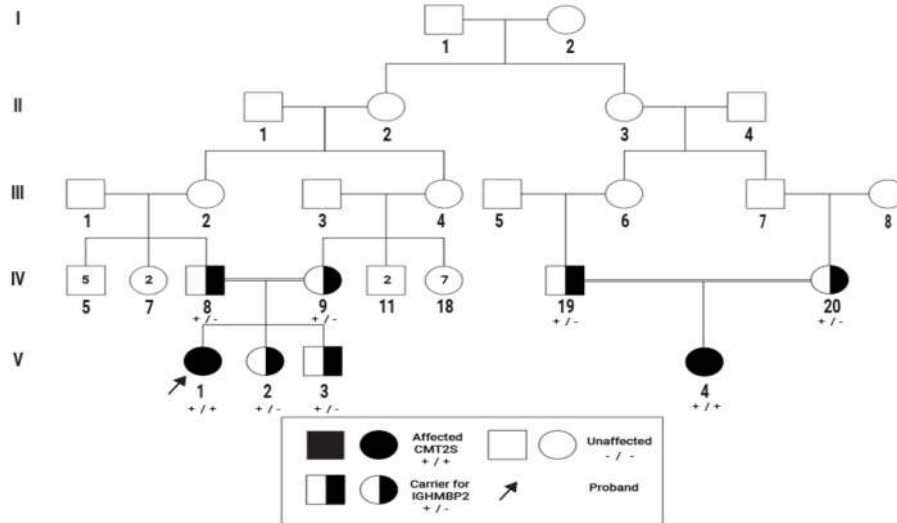 I
1 2
II
1 2 3 4
III
1 2 3 4 5 6 7 8
5 2 2 7
IV
5 7 8 9 11 18 19 20
+ / - + / - + / - + / -
V
1 2 3 4
+ / + + / - + / - + / +
Affected
CMT2S
+ / +
Unaffected
- / -
Carrier for
IGHMBP2
+ / -
Proband